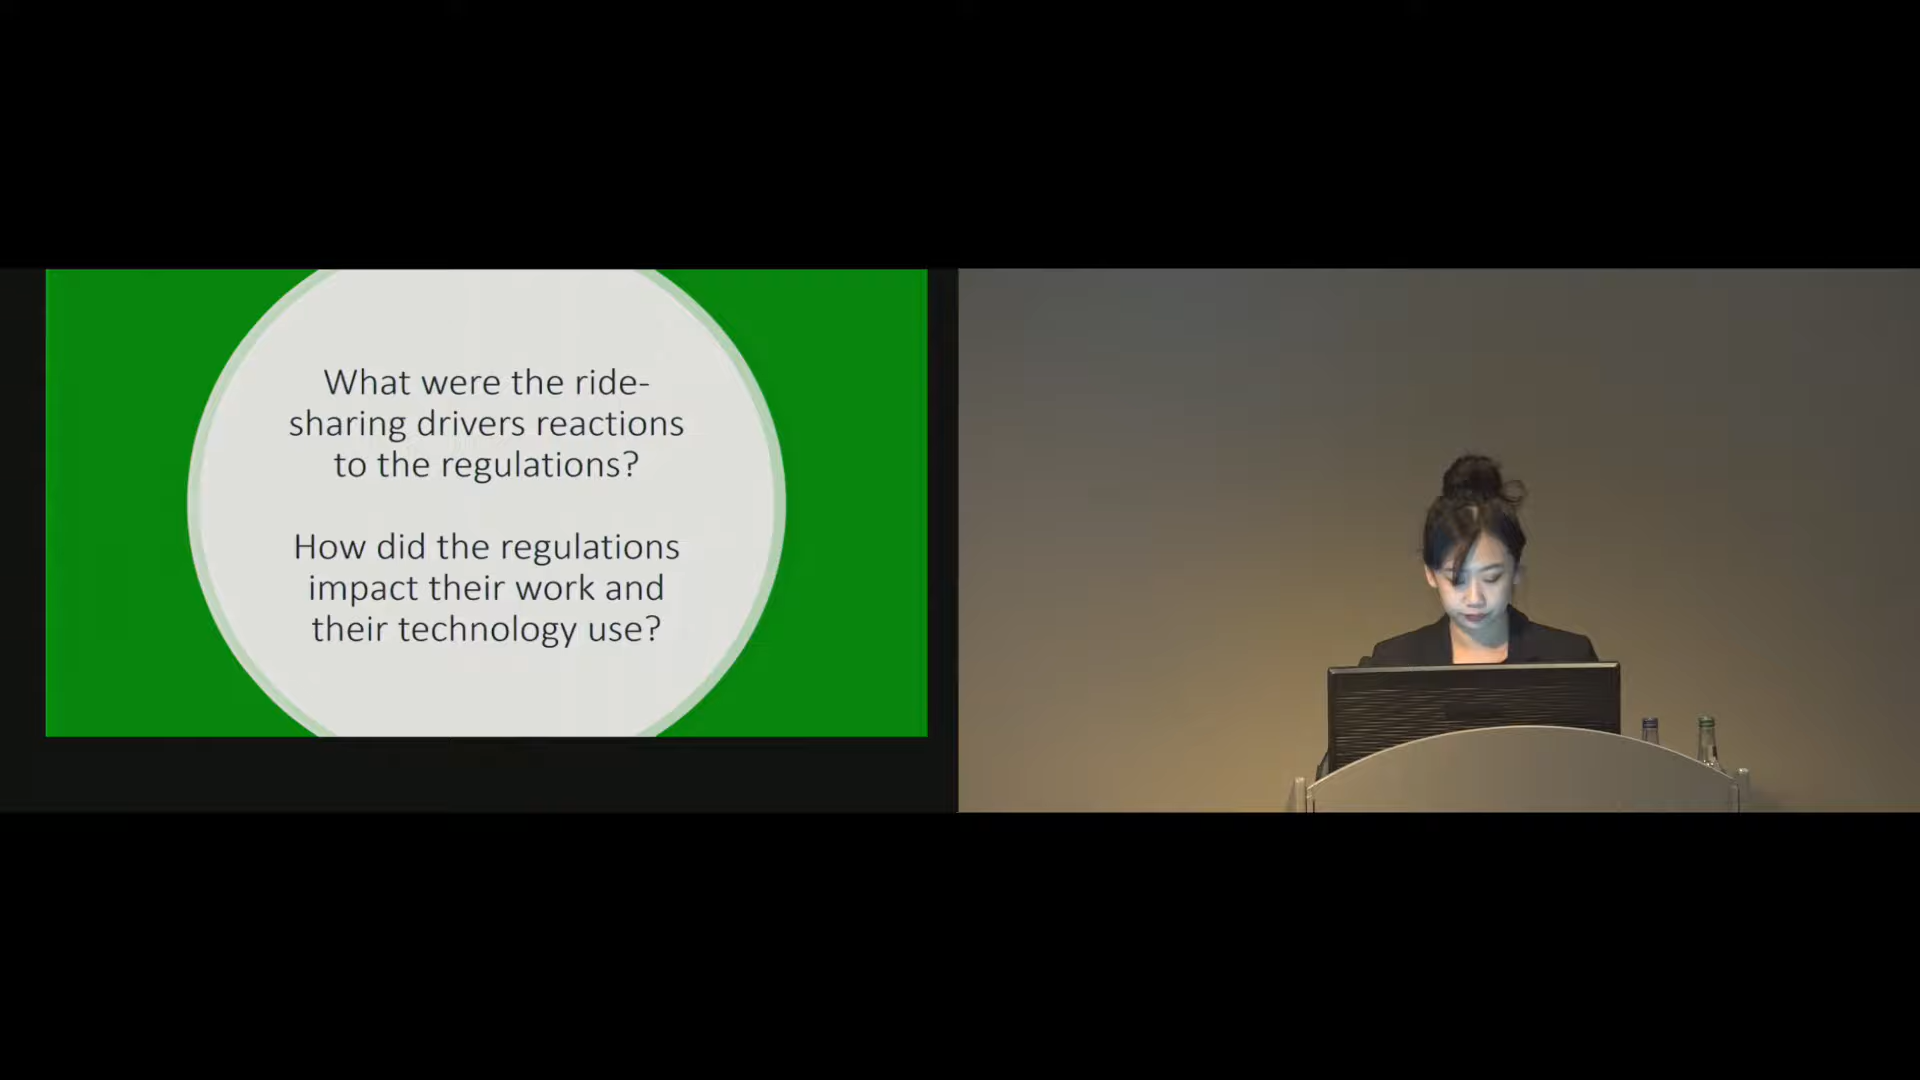 What were the ride-
sharing drivers reactions
to the regulations?
How did the regulations
impact their work and
their technology use?